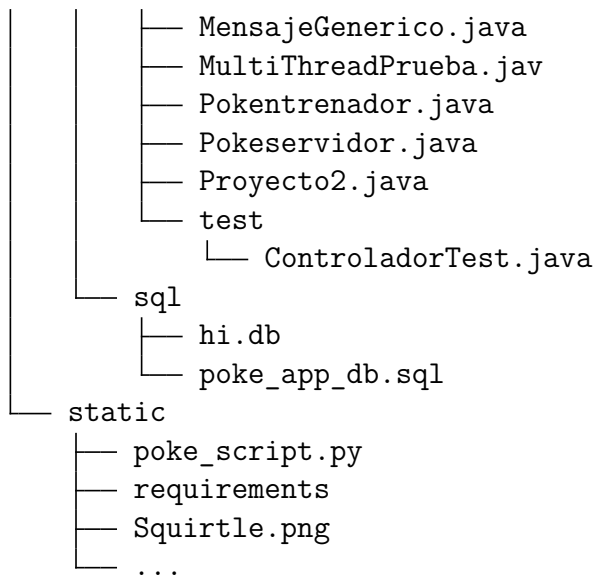 MensajeGenerico.java
MultiThreadPrueba.jav
Pokentrenador.java
Pokeservidor.java
Proyecto2.java
test
ControladorTest.java
sql
hi.db
poke_app_db.sql
static
poke_script.py
requirements
Squirtle.png
...